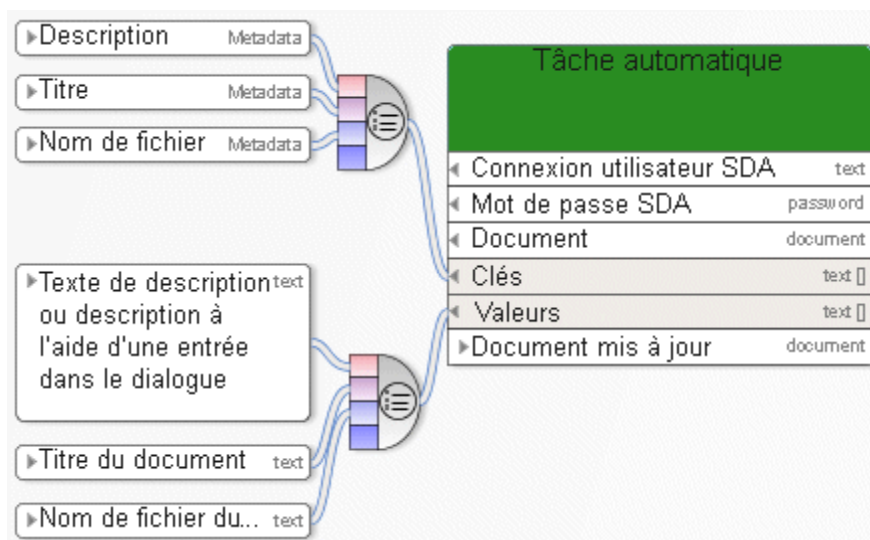 Description Metadata
Titre Metadata
Nom de fichier Metadata
Tâche automatique
Connexion utilisateur SDA text
Mot de passe SDA password
Document document
Clés text []
Valeurs text []
Document mis à jour document
Texte de description text
ou description à
l'aide d'une entrée
dans le dialogue
Titre du document text
Nom de fichier du... text